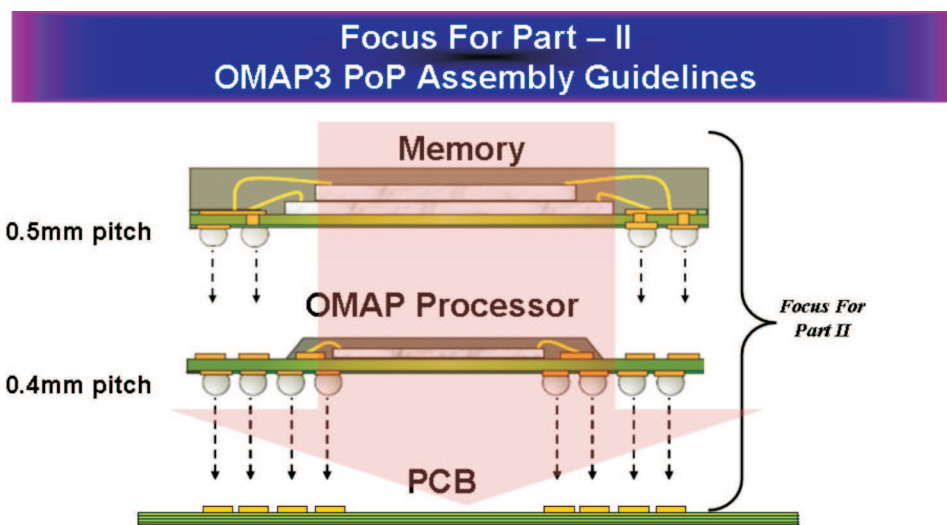 Focus For Part – II
OMAP3 PoP Assembly Guidelines
Memory
0.5mm pitch
OMAP Processor
Focus For
Part II
0.4mm pitch
PCB